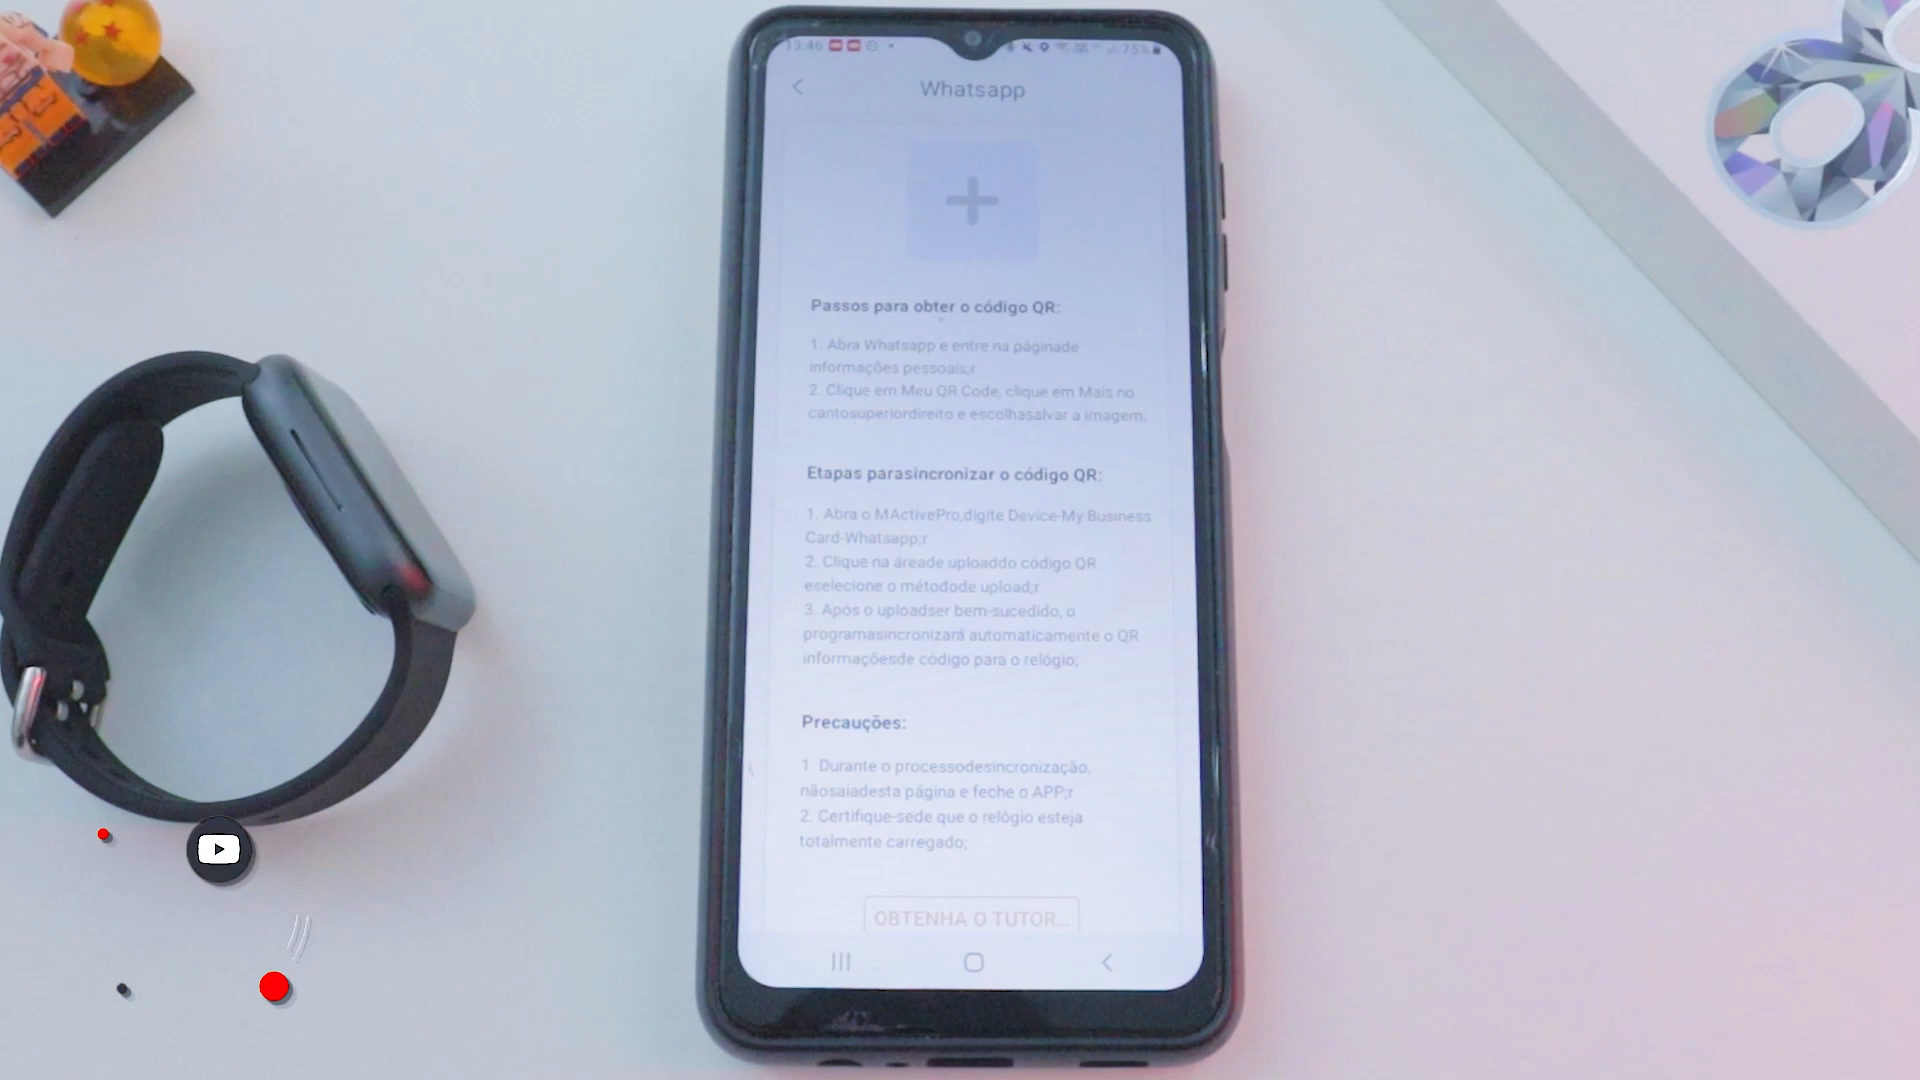 13:46
75%
Whatsapp
Passos para obter o código QR:
1. Abra Whatsapp e entre na páginade
informações pessoais;r
2. Clique em Meu QR Code, clique em Mais no
cantosuperiordireito e escolhasalvar a imagem.
Etapas parasincronizar o código QR:
1. Abra o MActivePro,digite Device-My Business
Card-Whatsapp;r
2. Clique na áreade uploaddo código QR
eselecione o métodode upload;r
3. Após o uploadser bem-sucedido, o
programasincronizará automaticamente o QR
informaçõesde código para o relógio;
Precauções:
1. Durante o processodesincronização,
nãosaiadesta página e feche o APP;r
2. Certifique-sede que o relógio esteja
totalmente carregado;
OBTENHA O TUTOR...